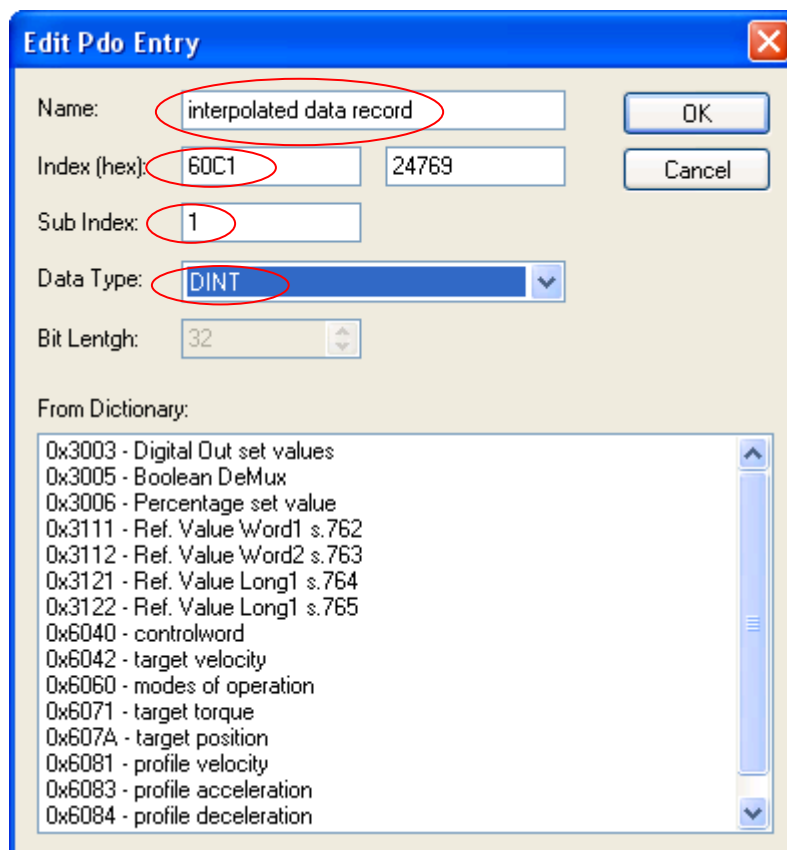 Edit Pdo Entry
Name: interpolated data record OK
Index (hex): 60C1 24769 Cancel
Sub Index: 1
Data Type: DINT
Bit Lentgh: 32
From Dictionary:
0x3003 - Digital Out set values
0x3005 - Boolean DeMux
0x3006 - Percentage set value
0x3111 - Ref. Value Word1 s.762
0x3112 - Ref. Value Word2 s.763
0x3121 - Ref. Value Long1 s.764
0x3122 - Ref. Value Long1 s.765
0x6040 - controlword
0x6042 - target velocity
0x6060 - modes of operation
0x6071 - target torque
0x607A - target position
0x6081 - profile velocity
0x6083 - profile acceleration
0x6084 - profile deceleration